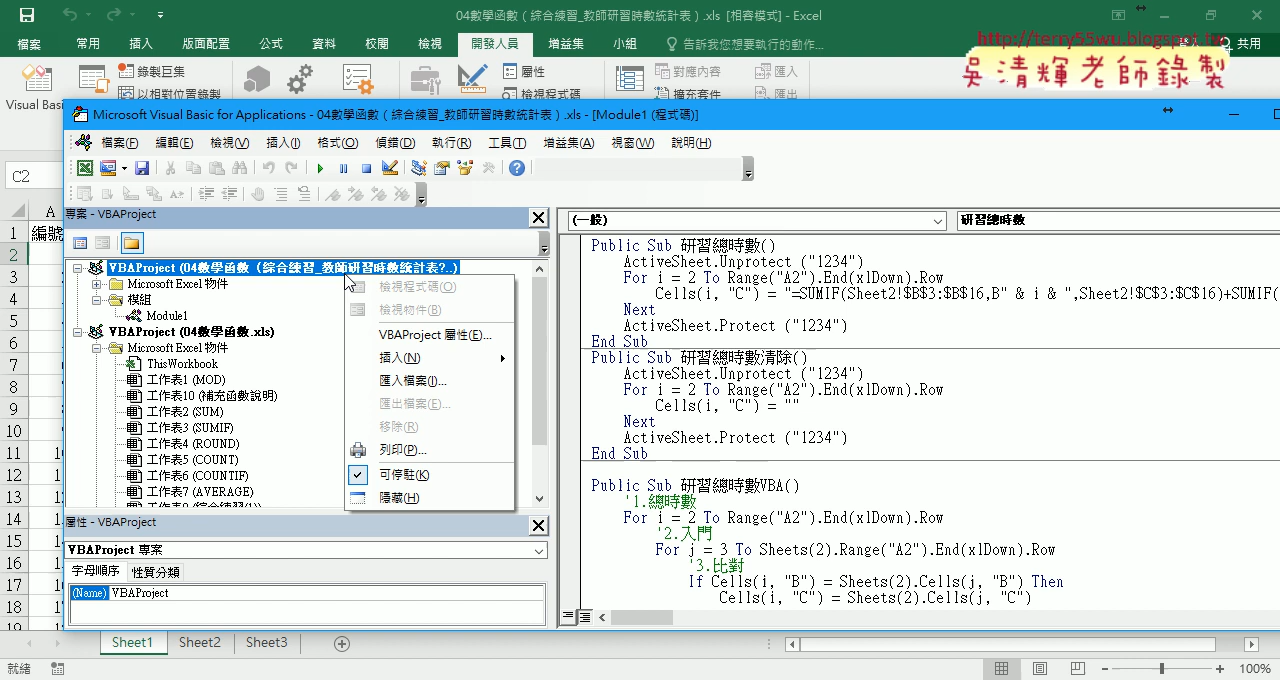 04數學函數（綜合練習_教師研習時數統計表）.xls [相容模式] - Excel
檔案 常用 插入 版面配置 公式 資料 校閱 檢視 開發人員 增益集 小組 告訴我您想要執行的動作... 登入 共用
http://terry55wu.blogspot.tw
吳清輝老師錄製
錄製巨集 屬性 對應內容 匯入
Visual Basi 以相對位置錄製 檢視程式碼 擴充套件 匯出
Microsoft Visual Basic for Applications - 04數學函數（綜合練習_教師研習時數統計表）.xls - [Module1 (程式碼)]
檔案(F) 編輯(E) 檢視(V) 插入(I) 格式(O) 偵錯(D) 執行(R) 工具(T) 增益集(A) 視窗(W) 說明(H)
C2
A
1 編號
2
3
4
5
6
7
8
9
10
11
12
13
14
15
16
17
18
19
專案 - VBAProject
VBAProject (04數學函數（綜合練習_教師研習時數統計表?..)
Microsoft Excel 物件
模組
Module1
VBAProject (04數學函數.xls)
Microsoft Excel 物件
ThisWorkbook
工作表1 (MOD)
工作表10 (補充函數說明)
工作表2 (SUM)
工作表3 (SUMIF)
工作表4 (ROUND)
工作表5 (COUNT)
工作表6 (COUNTIF)
工作表7 (AVERAGE)
檢視程式碼(O)
檢視物件(B)
VBAProject 屬性(E)...
插入(N)
匯入檔案(I)...
匯出檔案(E)...
移除(R)
列印(P)...
可停駐(K)
隱藏(H)
屬性 - VBAProject
VBAProject 專案
字母順序 性質分類
(Name) VBAProject
(一般) 研習總時數
Public Sub 研習總時數()
ActiveSheet.Unprotect ("1234")
For i = 2 To Range("A2").End(xlDown).Row
Cells(i, "C") = "=SUMIF(Sheet2!$B$3:$B$16,B" & i & ",Sheet2!$C$3:$C$16)+SUMIF(
Next
ActiveSheet.Protect ("1234")
End Sub
Public Sub 研習總時數清除()
ActiveSheet.Unprotect ("1234")
For i = 2 To Range("A2").End(xlDown).Row
Cells(i, "C") = ""
Next
ActiveSheet.Protect ("1234")
End Sub
Public Sub 研習總時數VBA()
'1.總時數
For i = 2 To Range("A2").End(xlDown).Row
'2.入門
For j = 3 To Sheets(2).Range("A2").End(xlDown).Row
'3.比對
If Cells(i, "B") = Sheets(2).Cells(j, "B") Then
Cells(i, "C") = Sheets(2).Cells(j, "C")
Sheet1 Sheet2 Sheet3
就緒 100%